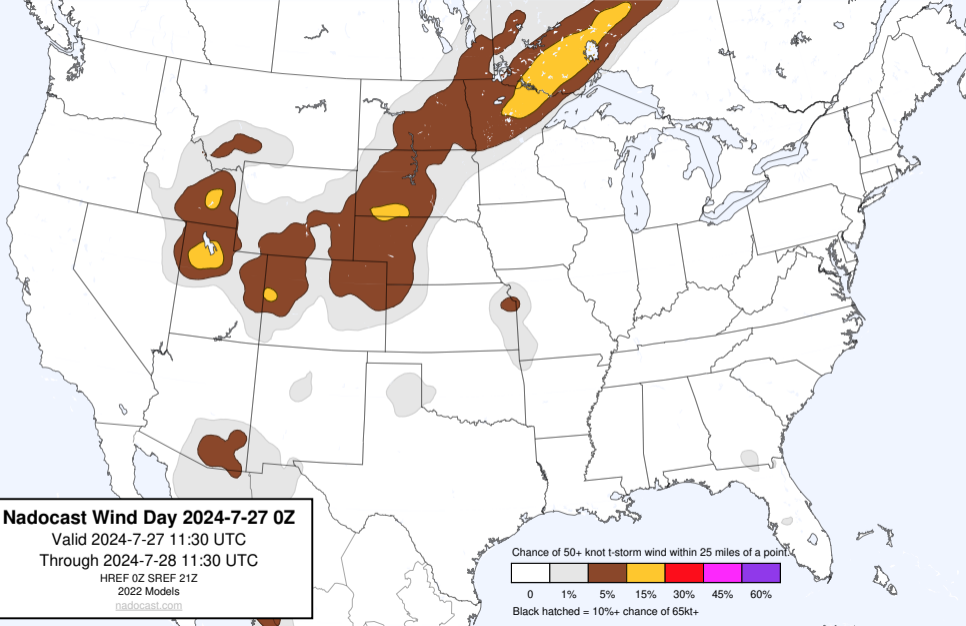 Nadocast Wind Day 2024-7-27 0Z
Valid 2024-7-27 11:30 UTC
Through 2024-7-28 11:30 UTC
HREF 0Z SREF 21Z
2022 Models
nadocast.com
Chance of 50+ knot t-storm wind within 25 miles of a point.
0 1% 5% 15% 30% 45% 60%
Black hatched = 10%+ chance of 65kt+